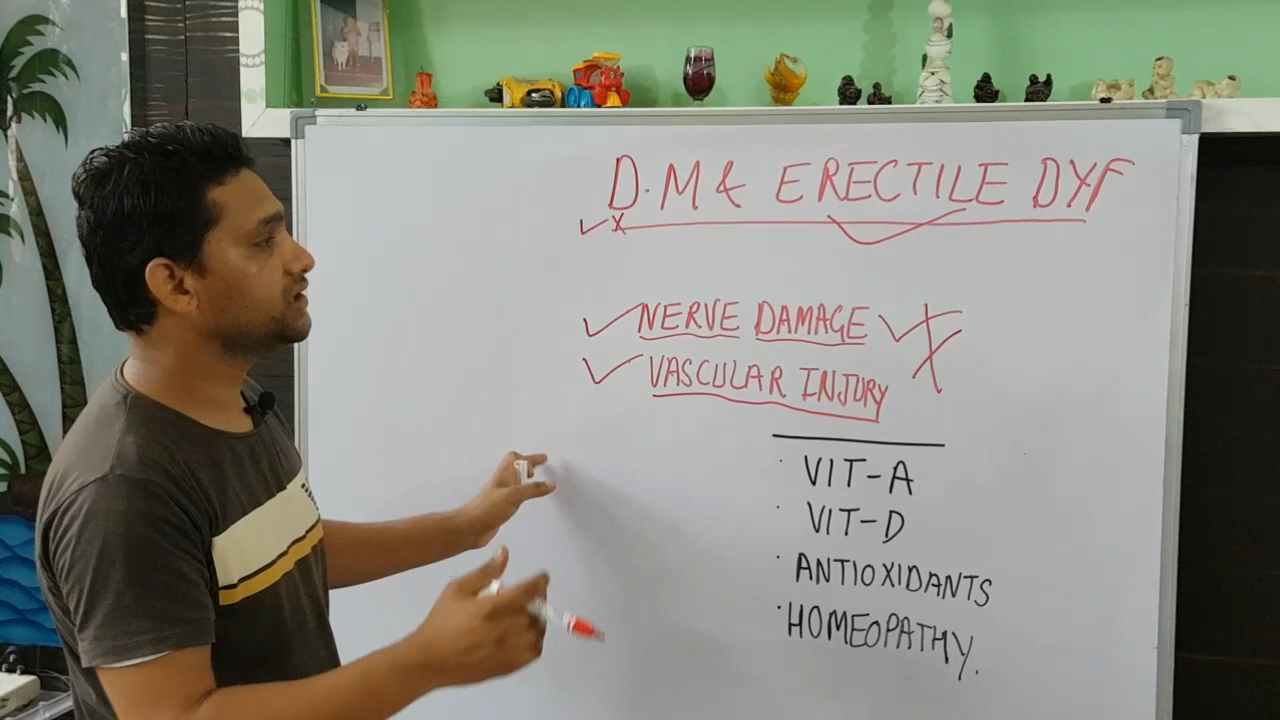 D.M & ERECTILE DYF
NERVE DAMAGE
VASCULAR INJURY
VIT-A
VIT-D
ANTIOXIDANTS
HOMEOPATHY.